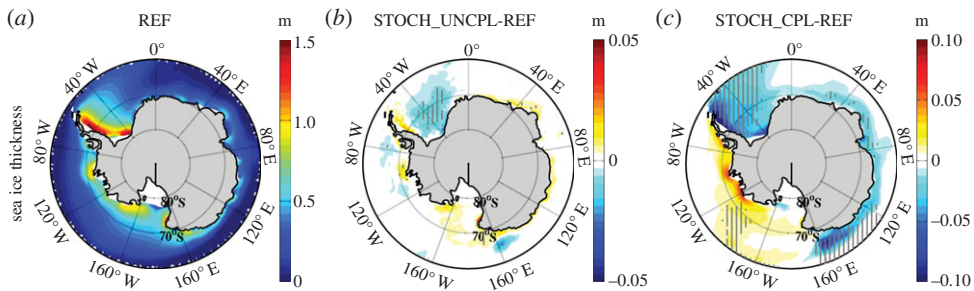 (a) REF m
(b) STOCH_UNCPL-REF m
(c) STOCH_CPL-REF m
sea ice thickness
0°
40° W
40° E
80° W
80° E
120° W
120° E
160° W
160° E
80°S
70°S
1.5
1.0
0.5
0
0°
40° W
40° E
80° W
80° E
120° W
120° E
160° W
160° E
80°S
70°S
0.05
0
−0.05
0°
40° W
40° E
80° W
80° E
120° W
120° E
160° W
160° E
80°S
70°S
0.10
0.05
0
−0.05
−0.10